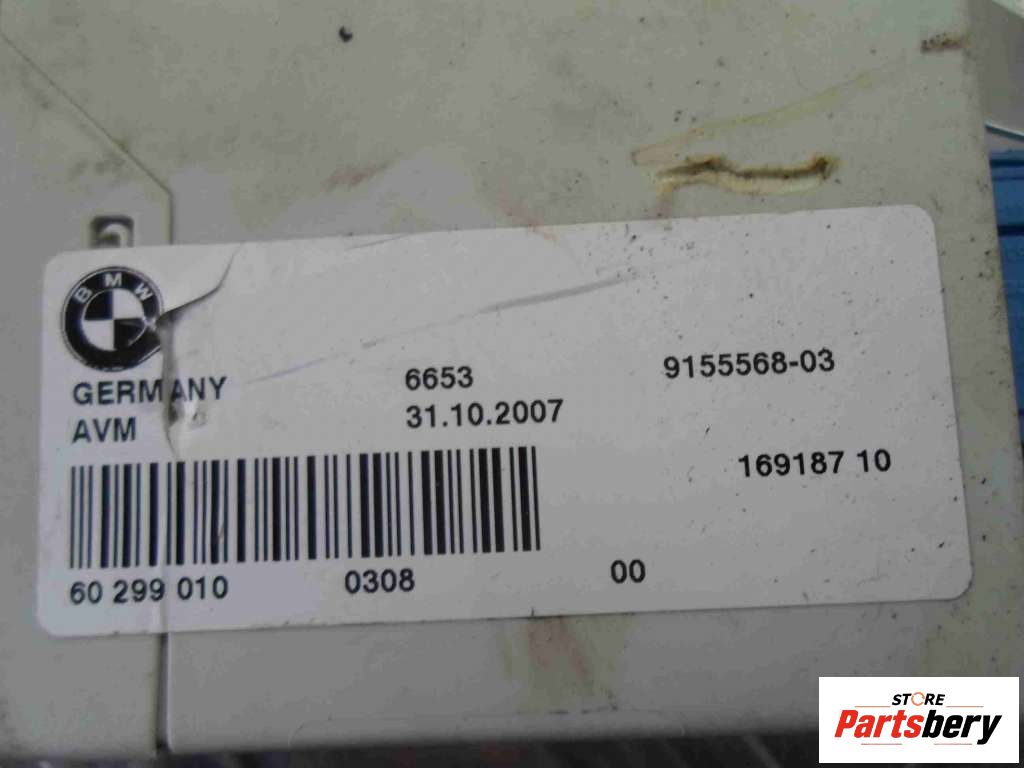 BMW
GERMANY 6653 9155568-03
AVM 31.10.2007
169187 10
60 299 010 0308 00
STORE
Partsbery